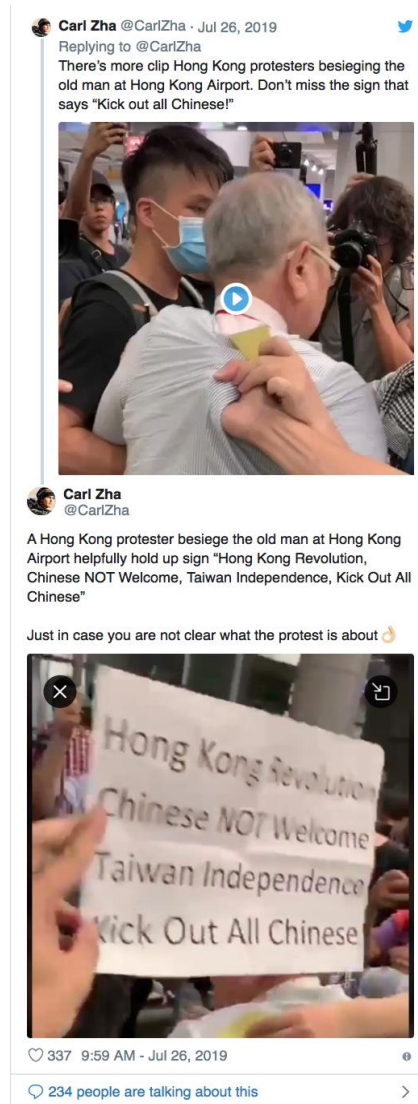 Carl Zha @CarlZha · Jul 26, 2019
Replying to @CarlZha
There's more clip Hong Kong protesters besieging the
old man at Hong Kong Airport. Don't miss the sign that
says “Kick out all Chinese!”
Carl Zha
@CarlZha
A Hong Kong protester besiege the old man at Hong Kong
Airport helpfully hold up sign “Hong Kong Revolution,
Chinese NOT Welcome, Taiwan Independence, Kick Out All
Chinese”
Just in case you are not clear what the protest is about👌🏻
Hong Kong Revolution
Chinese NOT Welcome
Taiwan Independence
Kick Out All Chinese
337 9:59 AM - Jul 26, 2019
234 people are talking about this